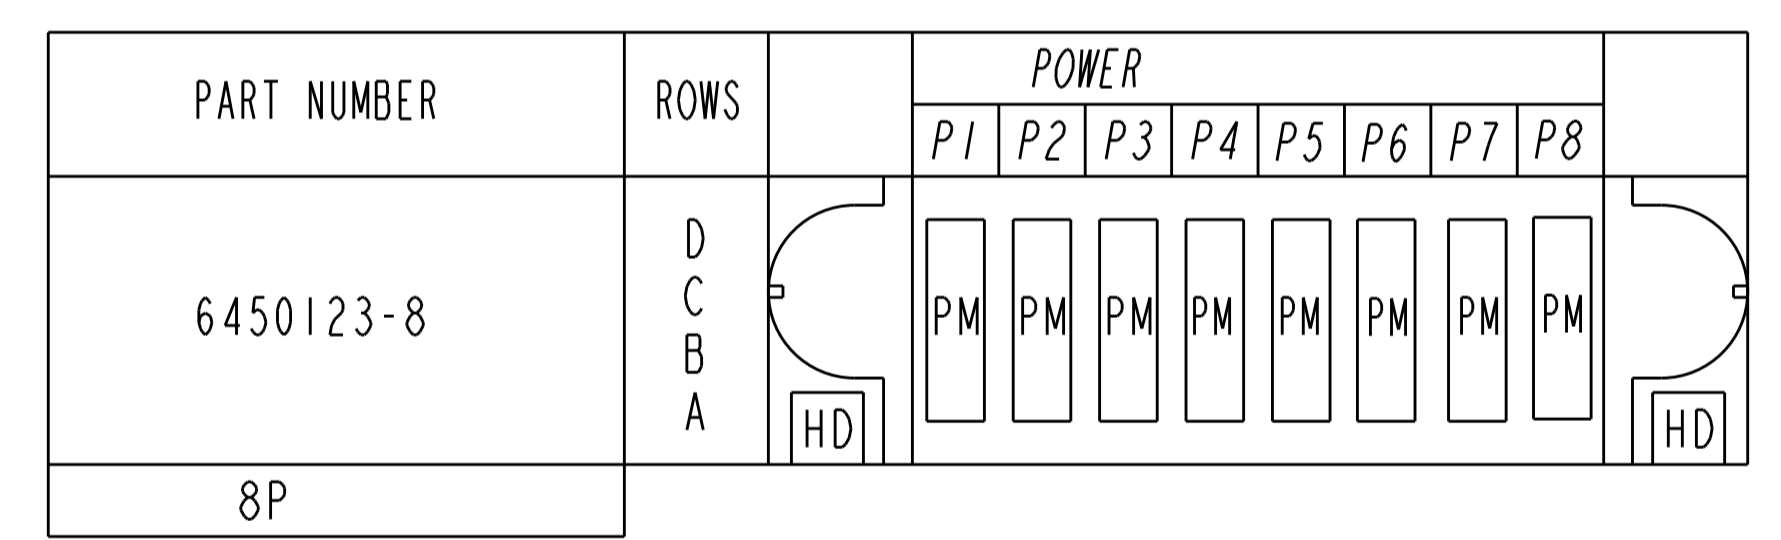 PART NUMBER ROWS POWER
P1 P2 P3 P4 P5 P6 P7 P8
6450123-8
D
C
B
A
PM PM PM PM PM PM PM PM
HD HD
8P